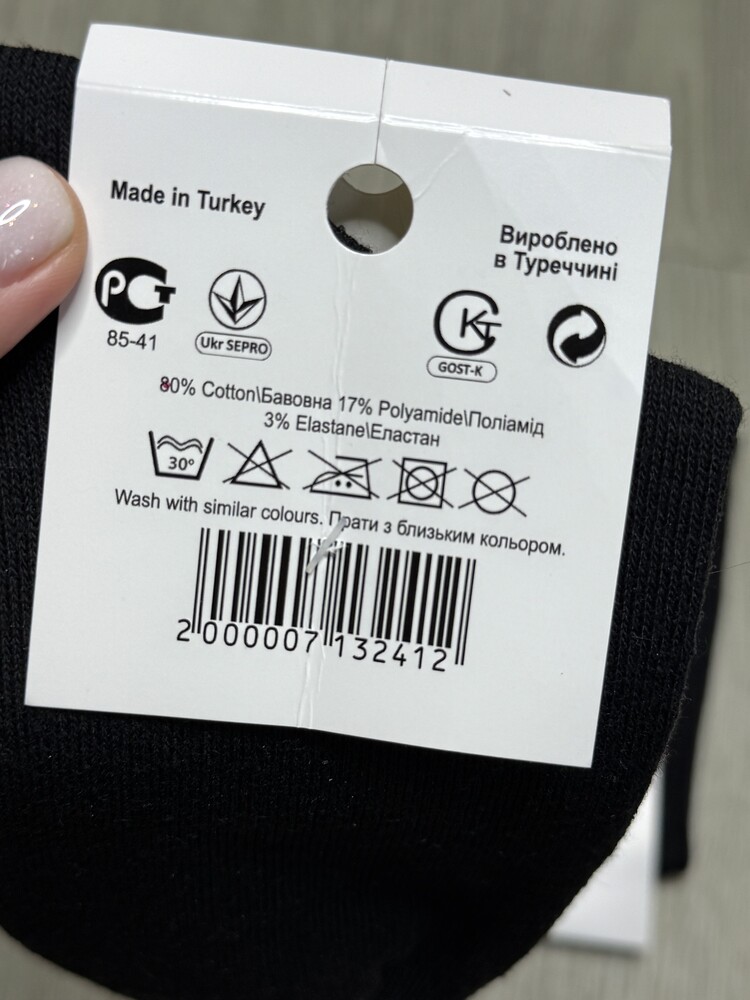 Made in Turkey
Вироблено
в Туреччині
РСТ
85-41
Ukr SEPRO
GOST-K
80% Cotton\Бавовна 17% Polyamide\Поліамід
3% Elastane\Еластан
30°
Wash with similar colours. Прати з близьким кольором.
2 000007 132412